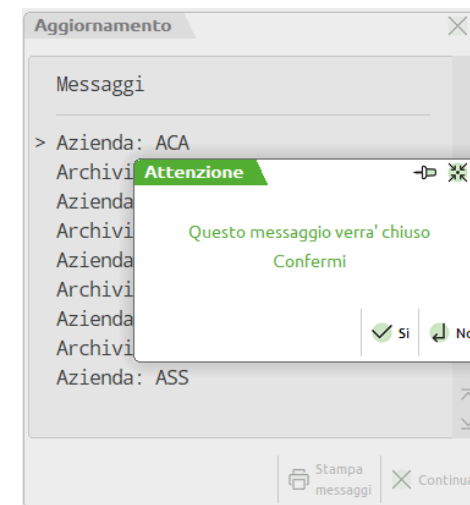 Aggiornamento
Messaggi
> Azienda: ACA
Archivi
Attenzione
Azienda
Archivi
Questo messaggio verra' chiuso
Azienda
Confermi
Archivi
Azienda
Si
No
Archivi
Azienda: ASS
Stampa
messaggi
Continua